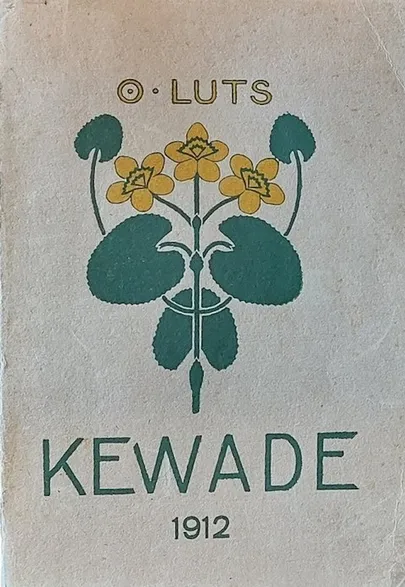 O · LUTS
KEWADE
1912